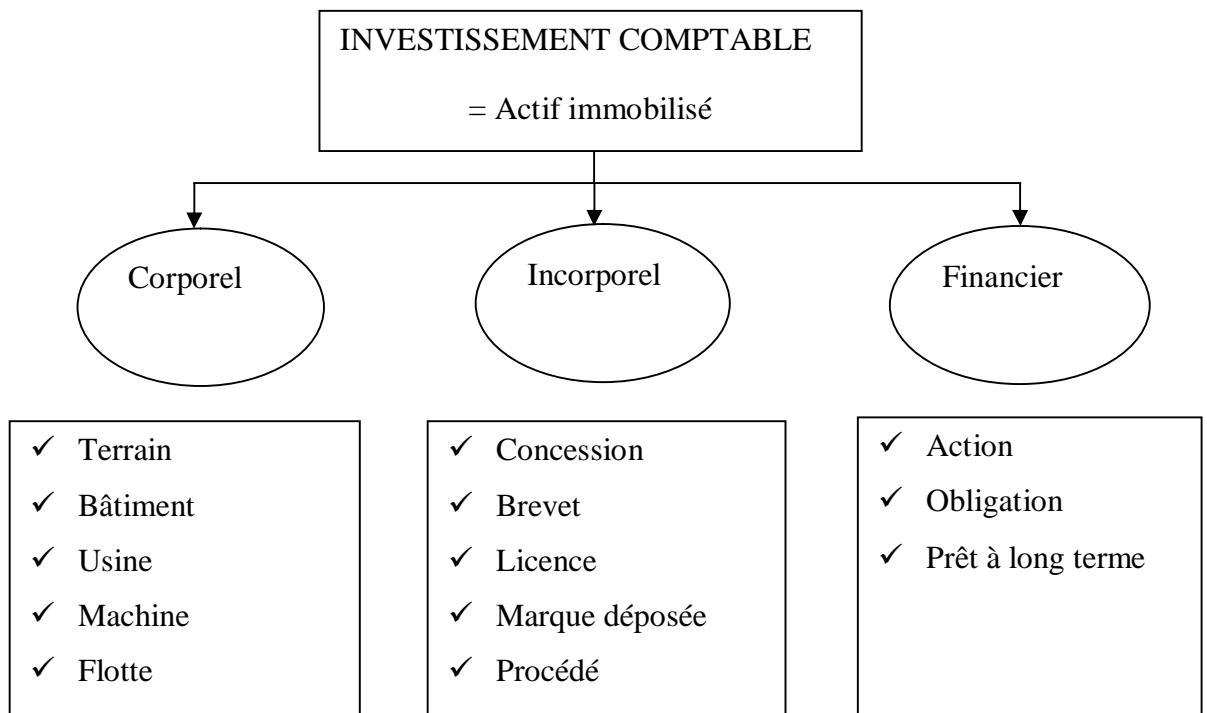 INVESTISSEMENT COMPTABLE
= Actif immobilisé
Corporel
Incorporel
Financier
✓ Terrain
✓ Bâtiment
✓ Usine
✓ Machine
✓ Flotte
✓ Concession
✓ Brevet
✓ Licence
✓ Marque déposée
✓ Procédé
✓ Action
✓ Obligation
✓ Prêt à long terme